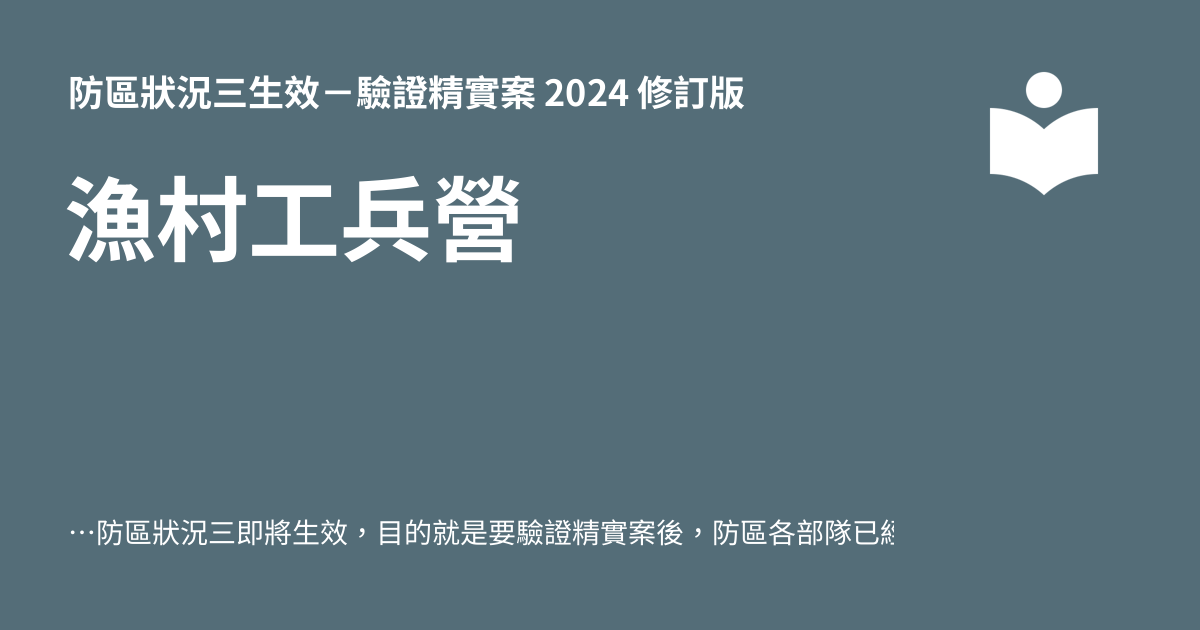 防區狀況三生效－驗證精實案 2024 修訂版
漁村工兵營
…防區狀況三即將生效，目的就是要驗證精實案後，防區各部隊已